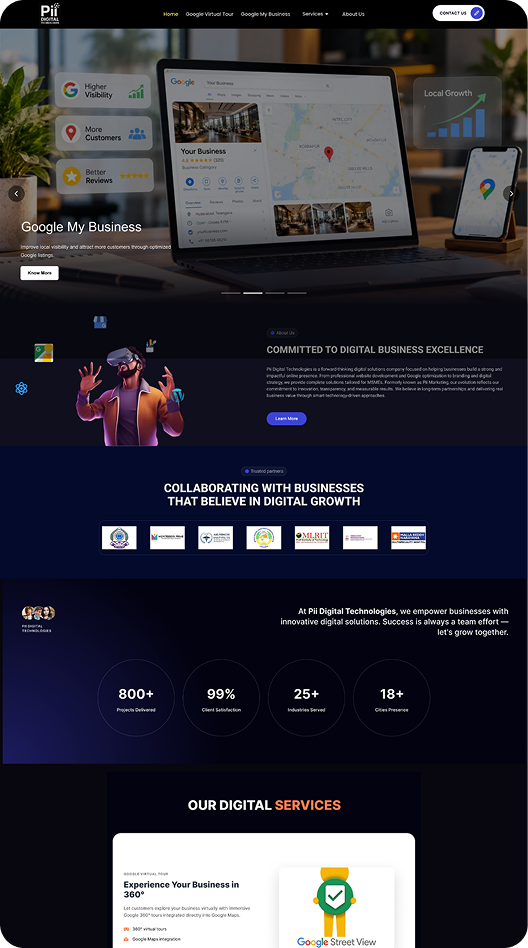 Pii
DIGITAL
TECHNOLOGIES
Home
Google Virtual Tour
Google My Business
Services
About Us
CONTACT US
Higher
Visibility
More
Customers
Better
Reviews
Google
Your Business
Your Business
Business Category
Local Growth
Google My Business
Improve local visibility and attract more customers through optimized
Google listings.
Know More
About Us
COMMITTED TO DIGITAL BUSINESS EXCELLENCE
Pii Digital Technologies is a forward-thinking digital solutions company focused on helping businesses build a strong and
impactful online presence. From professional website development and Google optimization to branding and digital
strategy, we provide complete solutions tailored for MSMEs. Formerly known as Pii Marketing, our evolution reflects our
commitment to innovation, transparency, and measurable results. We believe in long-term partnerships and delivering real
business value through smart technology-driven approaches.
Learn More
Trusted partners
COLLABORATING WITH BUSINESSES
THAT BELIEVE IN DIGITAL GROWTH
MLRIT
MALLA REDDY
NARAYANA
PII DIGITAL
TECHNOLOGIES
At Pii Digital Technologies, we empower businesses with
innovative digital solutions. Success is always a team effort —
let's grow together.
800+
Projects Delivered
99%
Client Satisfaction
25+
Industries Served
18+
Cities Presence
OUR DIGITAL SERVICES
GOOGLE VIRTUAL TOUR
Experience Your Business in
360°
Let customers explore your business virtually with immersive
Google 360° tours integrated directly into Google Maps.
360° virtual tours
Google Maps integration
Google Street View